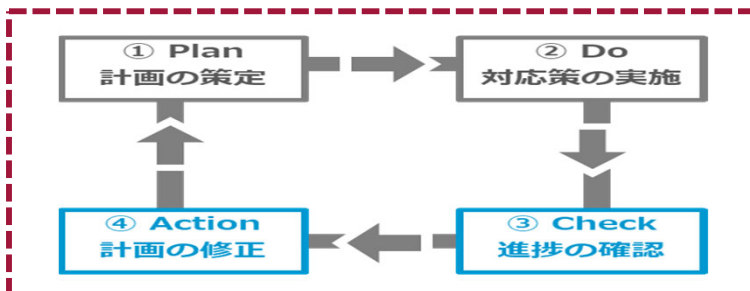 ① Plan
計画の策定
② Do
対応策の実施
③ Check
進捗の確認
④ Action
計画の修正